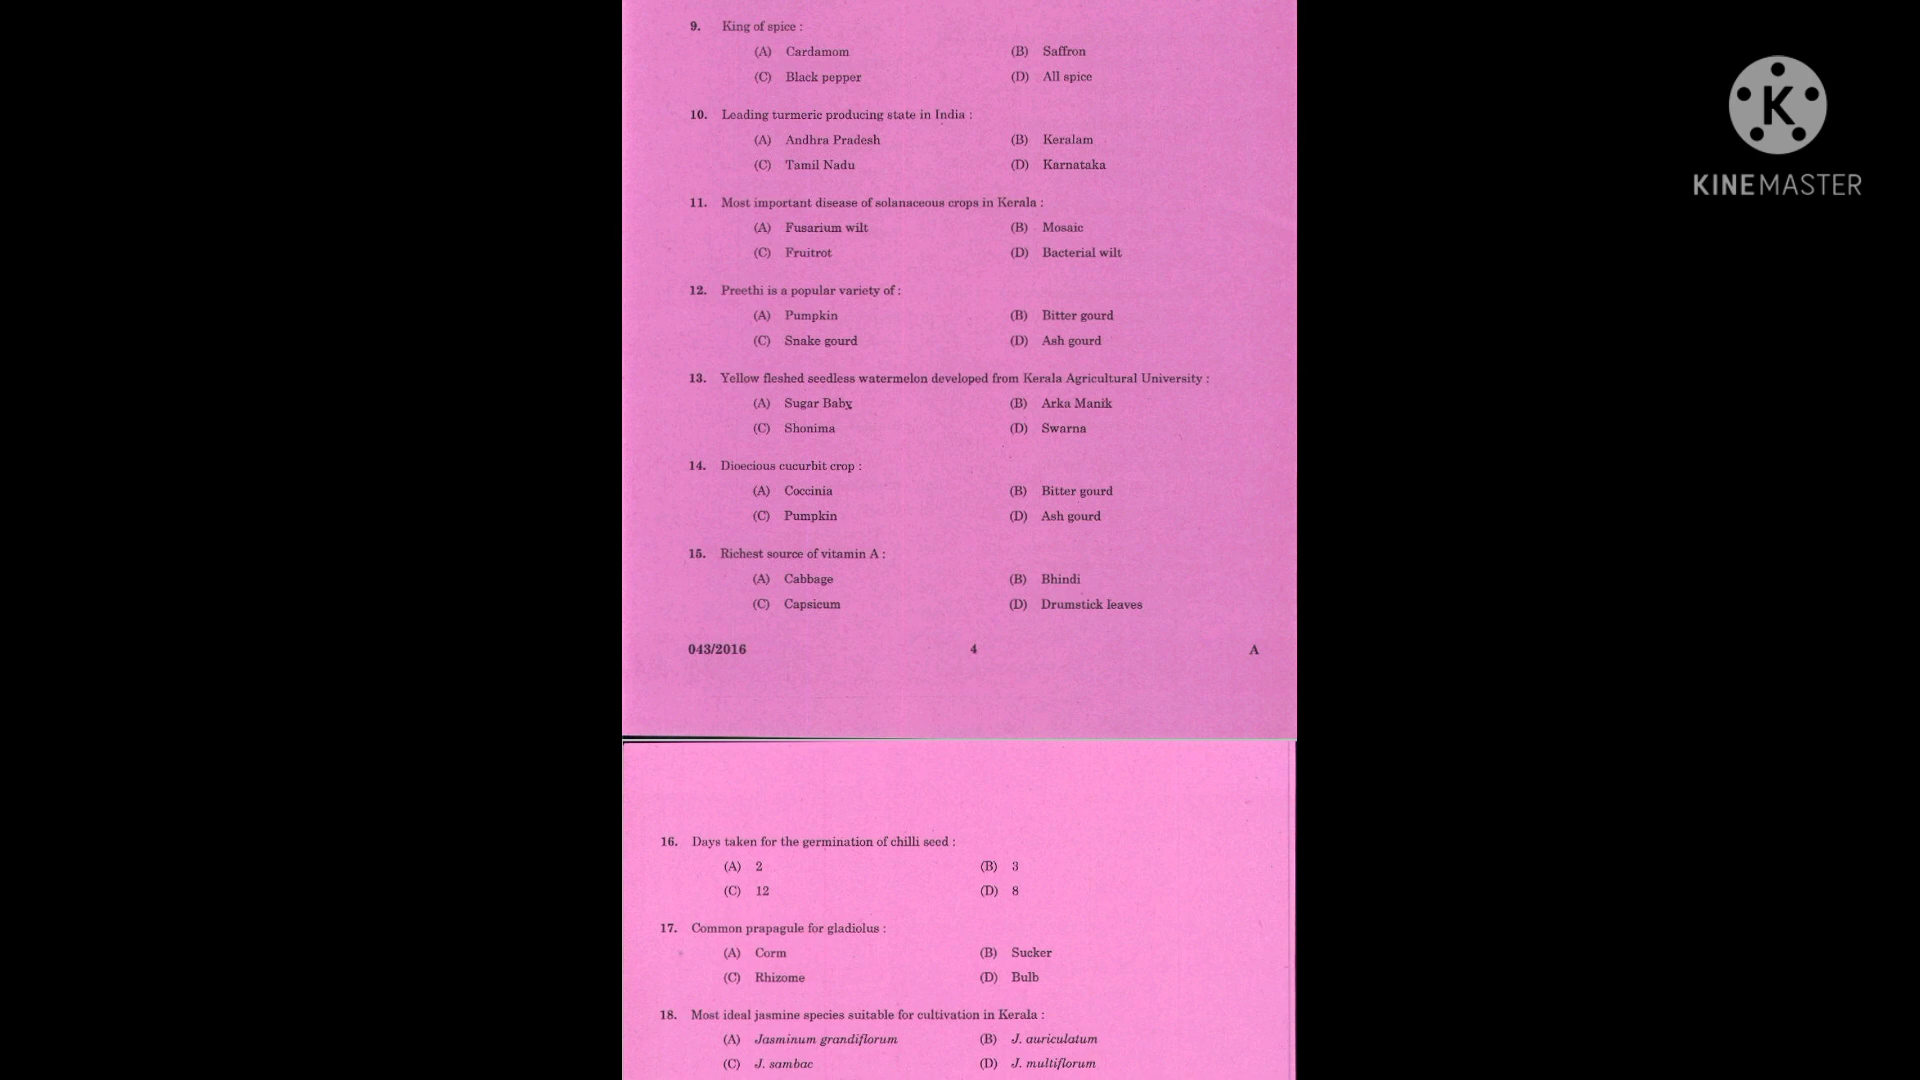 9. King of spice :
(A) Cardamom (B) Saffron
(C) Black pepper (D) All spice
10. Leading turmeric producing state in India :
(A) Andhra Pradesh (B) Keralam
(C) Tamil Nadu (D) Karnataka
11. Most important disease of solanaceous crops in Kerala :
(A) Fusarium wilt (B) Mosaic
(C) Fruitrot (D) Bacterial wilt
12. Preethi is a popular variety of :
(A) Pumpkin (B) Bitter gourd
(C) Snake gourd (D) Ash gourd
13. Yellow fleshed seedless watermelon developed from Kerala Agricultural University :
(A) Sugar Baby (B) Arka Manik
(C) Shonima (D) Swarna
14. Dioecious cucurbit crop :
(A) Coccinia (B) Bitter gourd
(C) Pumpkin (D) Ash gourd
15. Richest source of vitamin A :
(A) Cabbage (B) Bhindi
(C) Capsicum (D) Drumstick leaves
043/2016 4 A
16. Days taken for the germination of chilli seed :
(A) 2 (B) 3
(C) 12 (D) 8
17. Common prapagule for gladiolus :
(A) Corm (B) Sucker
(C) Rhizome (D) Bulb
18. Most ideal jasmine species suitable for cultivation in Kerala :
(A) Jasminum grandiflorum (B) J. auriculatum
(C) J. sambac (D) J. multiflorum
K
KINEMASTER